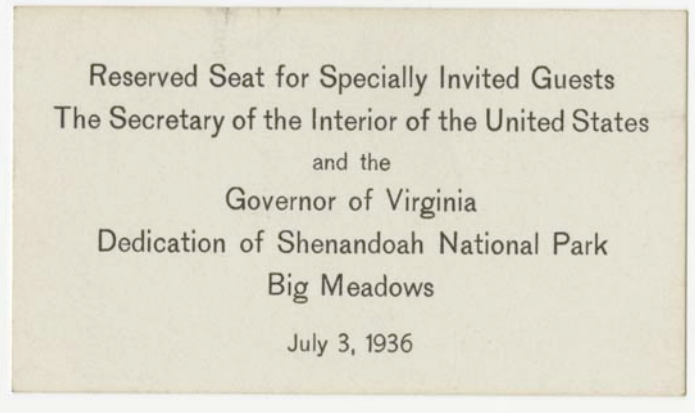 Reserved Seat for Specially Invited Guests
The Secretary of the Interior of the United States
and the
Governor of Virginia
Dedication of Shenandoah National Park
Big Meadows
July 3, 1936